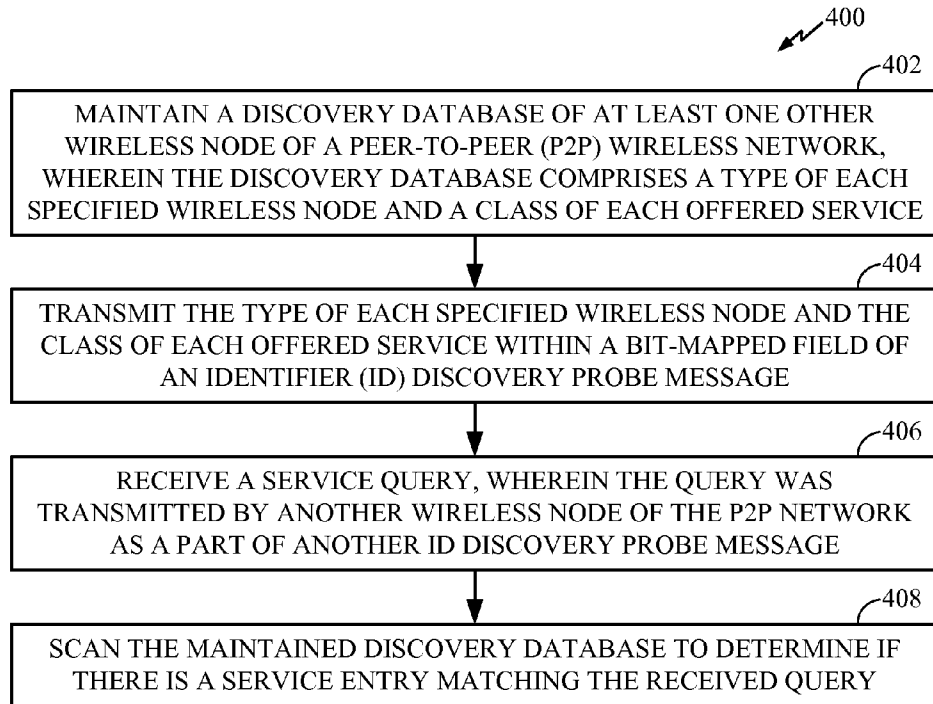 400
402
MAINTAIN A DISCOVERY DATABASE OF AT LEAST ONE OTHER
WIRELESS NODE OF A PEER-TO-PEER (P2P) WIRELESS NETWORK,
WHEREIN THE DISCOVERY DATABASE COMPRISES A TYPE OF EACH
SPECIFIED WIRELESS NODE AND A CLASS OF EACH OFFERED SERVICE
404
TRANSMIT THE TYPE OF EACH SPECIFIED WIRELESS NODE AND THE
CLASS OF EACH OFFERED SERVICE WITHIN A BIT-MAPPED FIELD OF
AN IDENTIFIER (ID) DISCOVERY PROBE MESSAGE
406
RECEIVE A SERVICE QUERY, WHEREIN THE QUERY WAS
TRANSMITTED BY ANOTHER WIRELESS NODE OF THE P2P NETWORK
AS A PART OF ANOTHER ID DISCOVERY PROBE MESSAGE
408
SCAN THE MAINTAINED DISCOVERY DATABASE TO DETERMINE IF
THERE IS A SERVICE ENTRY MATCHING THE RECEIVED QUERY